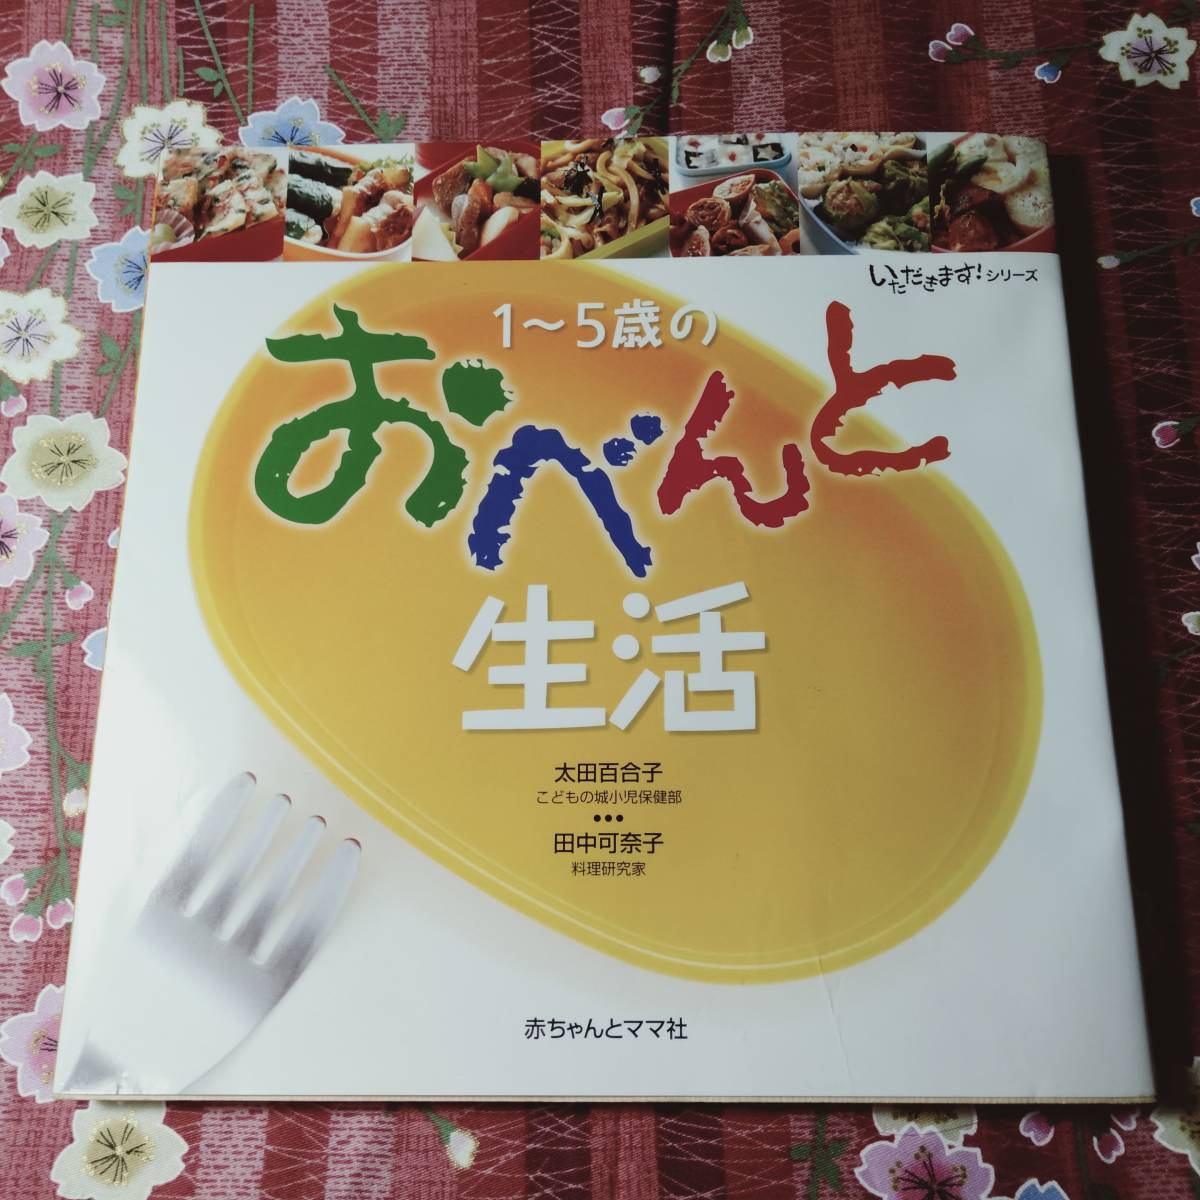 いただきます!シリーズ
1～5歳の
おべんと
生活
太田百合子
こどもの城小児保健部
•••
田中可奈子
料理研究家
赤ちゃんとママ社